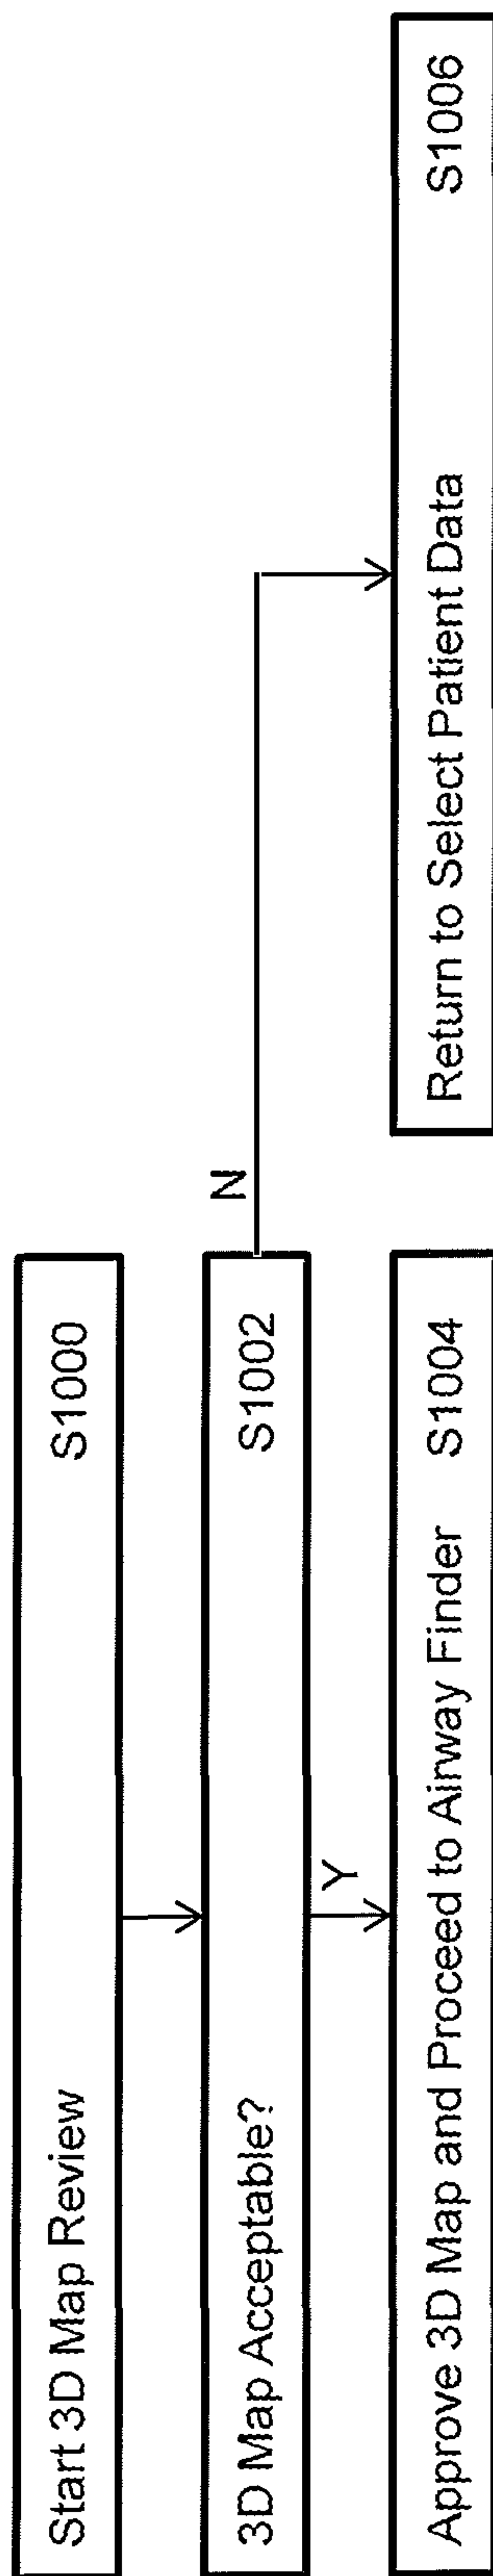 Start 3D Map Review S1000
3D Map Acceptable? S1002
N
Y
Approve 3D Map and Proceed to Airway Finder S1004
Return to Select Patient Data S1006